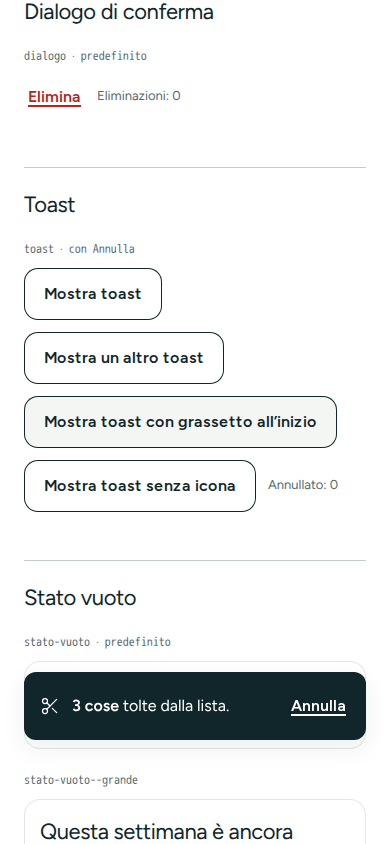 Dialogo di conferma
dialogo · predefinito
Elimina Eliminazioni: 0
Toast
toast · con Annulla
Mostra toast
Mostra un altro toast
Mostra toast con grassetto all’inizio
Mostra toast senza icona Annullato: 0
Stato vuoto
stato-vuoto · predefinito
3 cose tolte dalla lista. Annulla
stato-vuoto--grande
Questa settimana è ancora